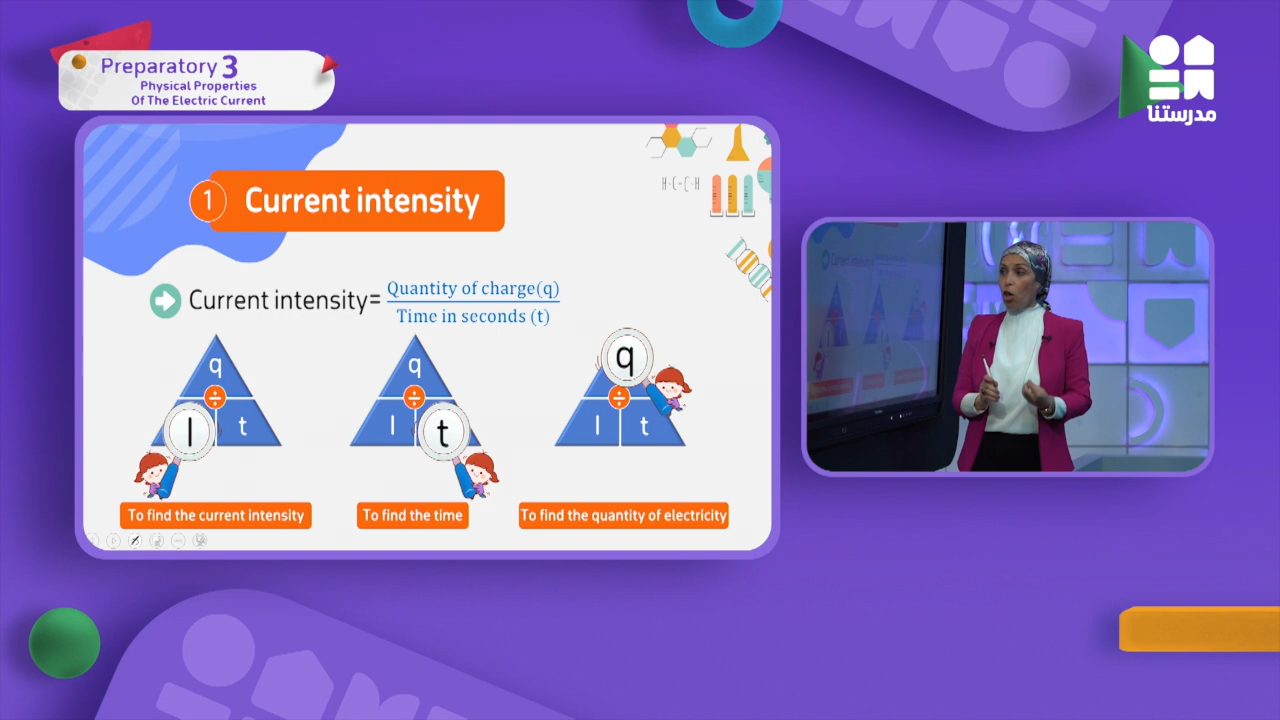 Preparatory 3
Physical Properties
Of The Electric Current
مدرستنا
1 Current intensity
H-C=C-H
Current intensity= Quantity of charge(q)
Time in seconds (t)
q ÷ I t
q ÷ I t
q ÷ I t
To find the current intensity
To find the time
To find the quantity of electricity